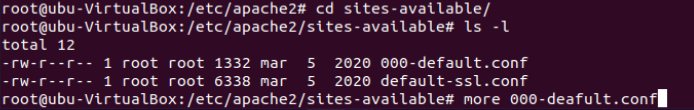 root@ubu-VirtualBox:/etc/apache2# cd sites-available/
root@ubu-VirtualBox:/etc/apache2/sites-available# ls -l
total 12
-rw-r--r-- 1 root root 1332 mar  5  2020 000-default.conf
-rw-r--r-- 1 root root 6338 mar  5  2020 default-ssl.conf
root@ubu-VirtualBox:/etc/apache2/sites-available# more 000-deafult.conf